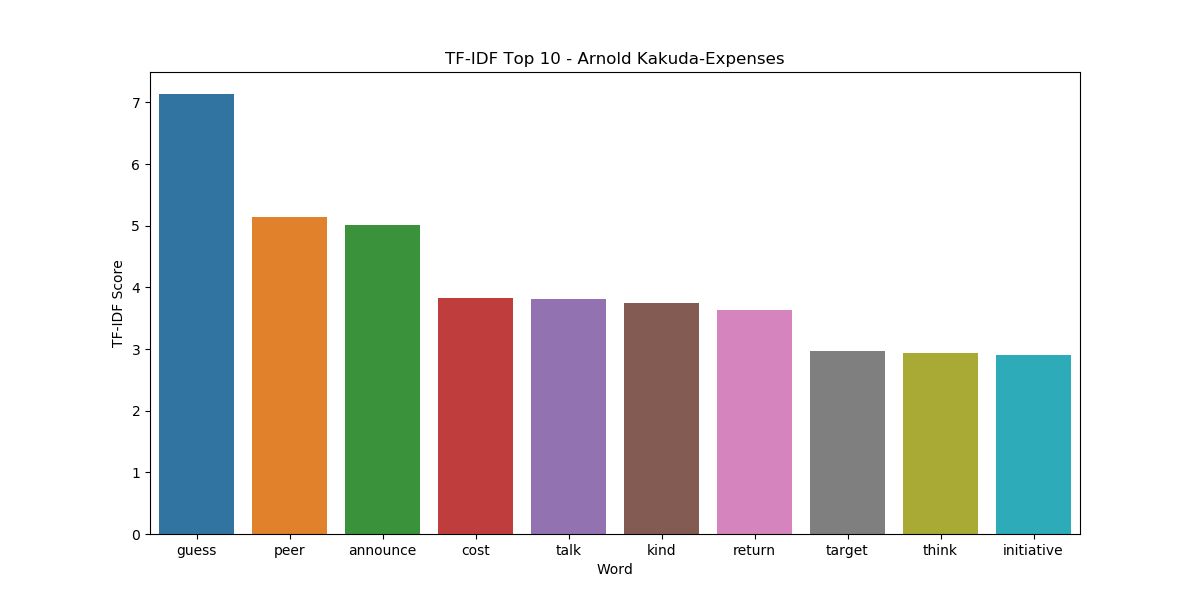 TF-IDF Top 10 - Arnold Kakuda-Expenses
TF-IDF Score
7
6
5
4
3
2
1
0
guess peer announce cost talk kind return target think initiative
Word